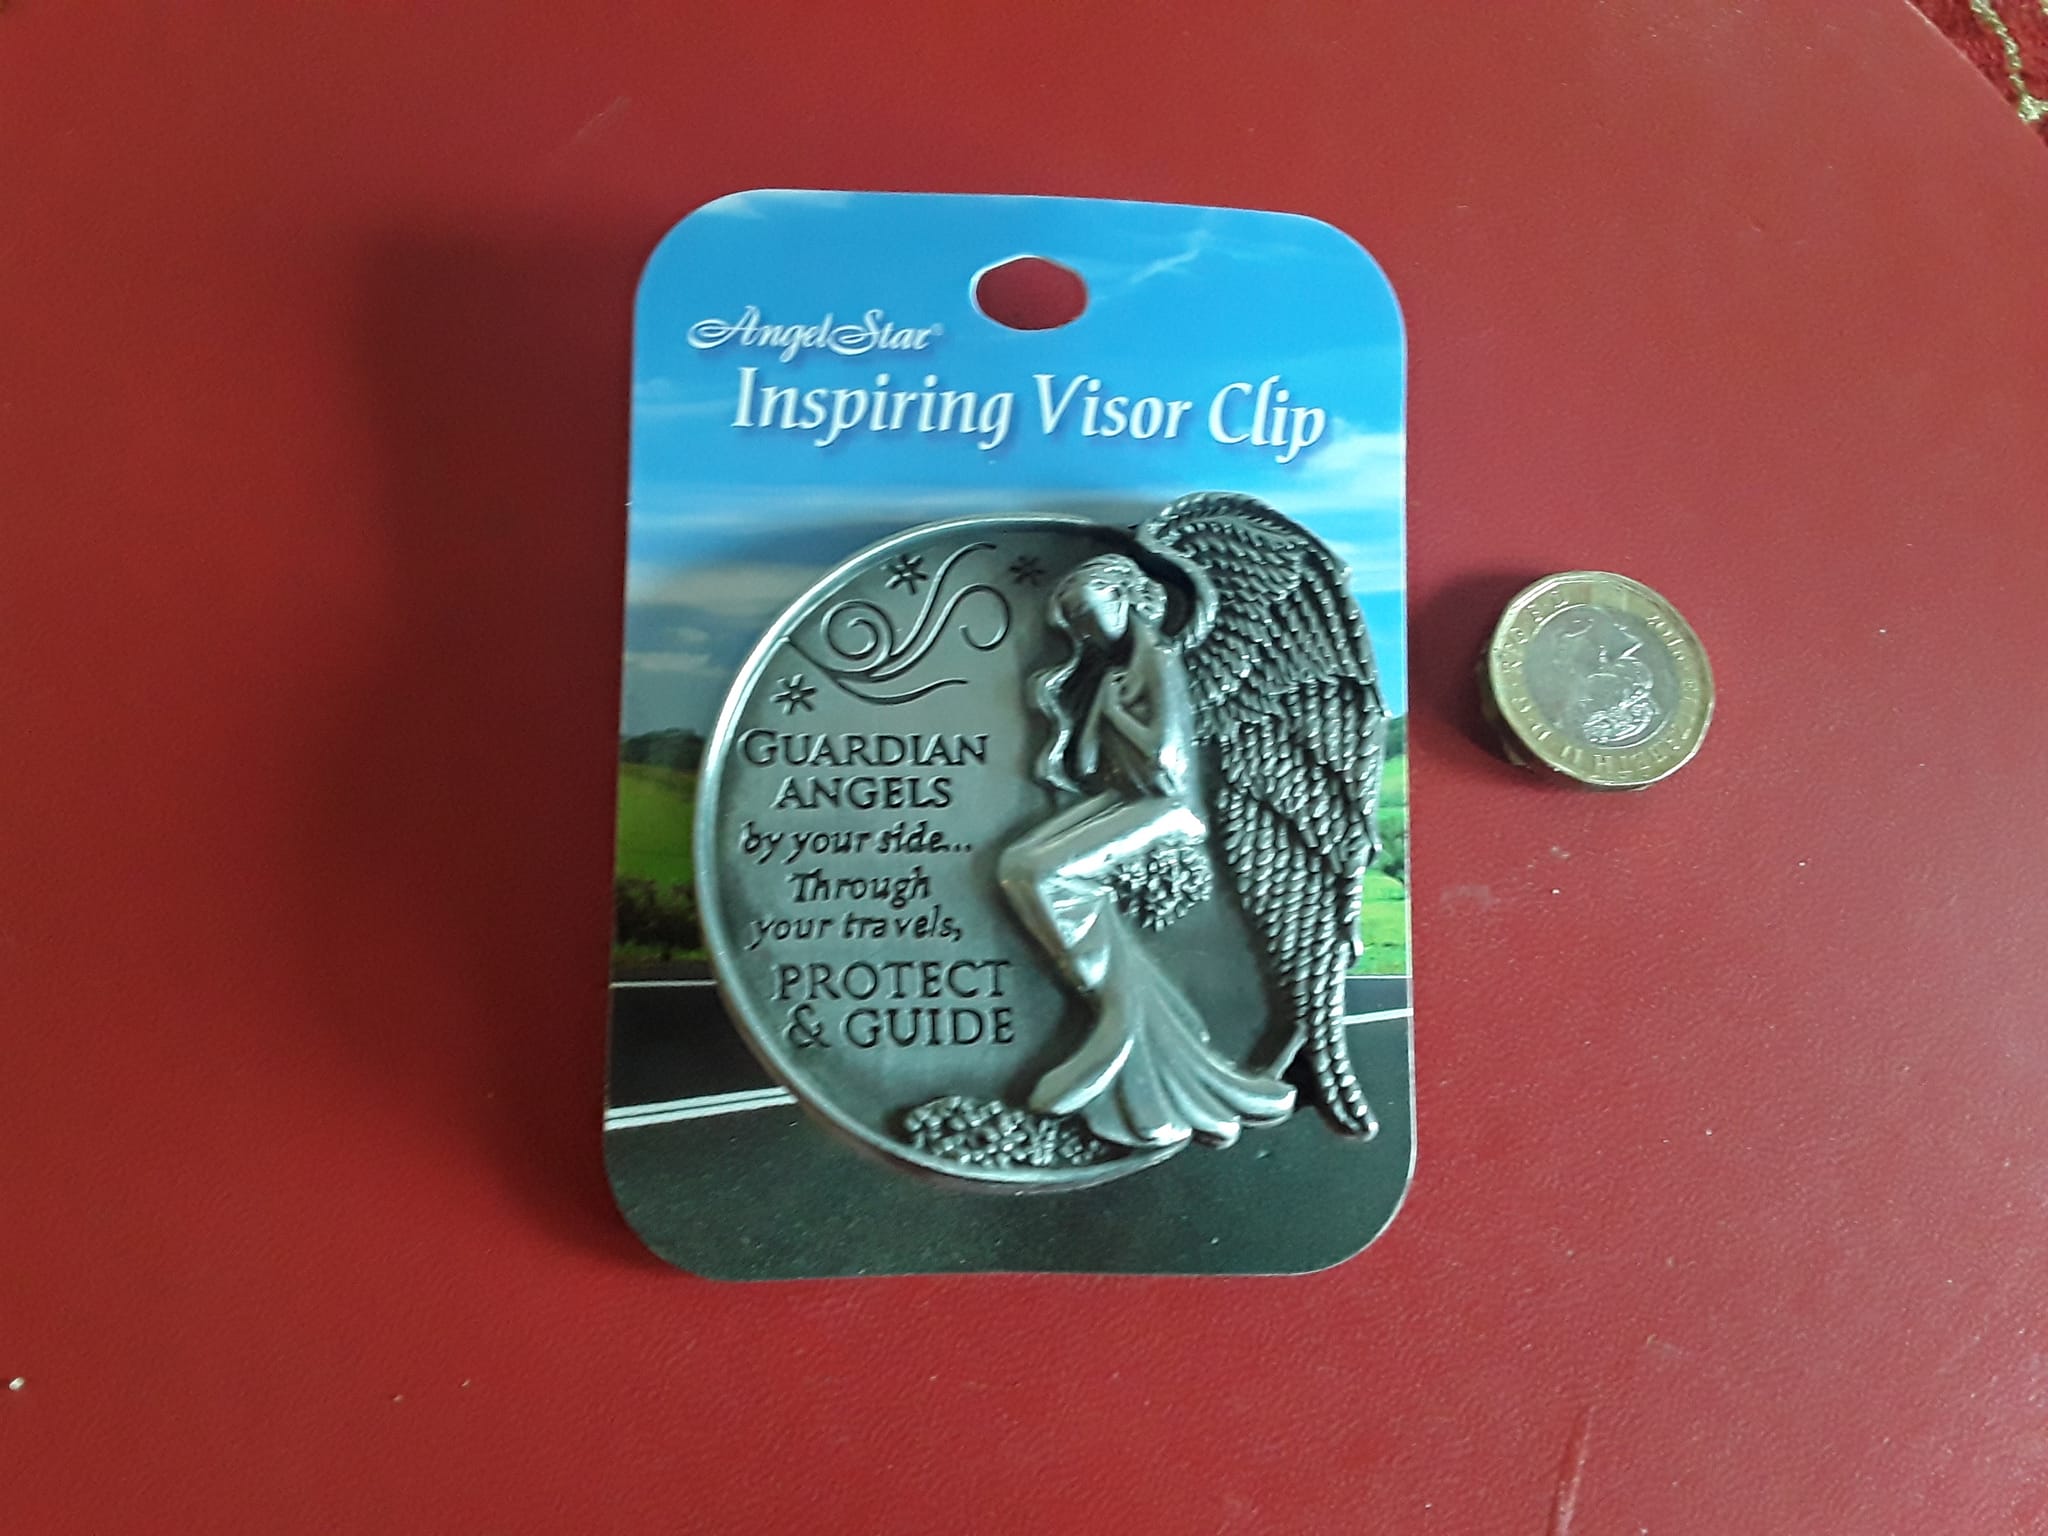 AngelStar®
Inspiring Visor Clip
GUARDIAN
ANGELS
by your side...
Through
your travels,
PROTECT
& GUIDE